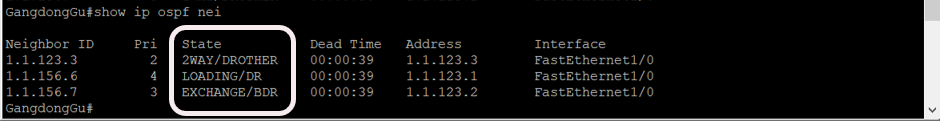 GangdongGu#show ip ospf nei
Neighbor ID Pri State Dead Time Address Interface
1.1.123.3 2 2WAY/DROTHER 00:00:39 1.1.123.3 FastEthernet1/0
1.1.156.6 4 LOADING/DR 00:00:39 1.1.123.1 FastEthernet1/0
1.1.156.7 3 EXCHANGE/BDR 00:00:39 1.1.123.2 FastEthernet1/0
GangdongGu#